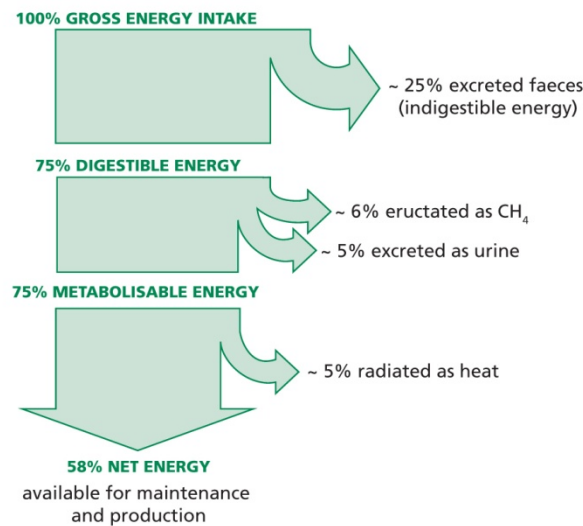 100% GROSS ENERGY INTAKE
~ 25% excreted faeces
(indigestible energy)
75% DIGESTIBLE ENERGY
~ 6% eructated as CH₄
~ 5% excreted as urine
75% METABOLISABLE ENERGY
~ 5% radiated as heat
58% NET ENERGY
available for maintenance
and production